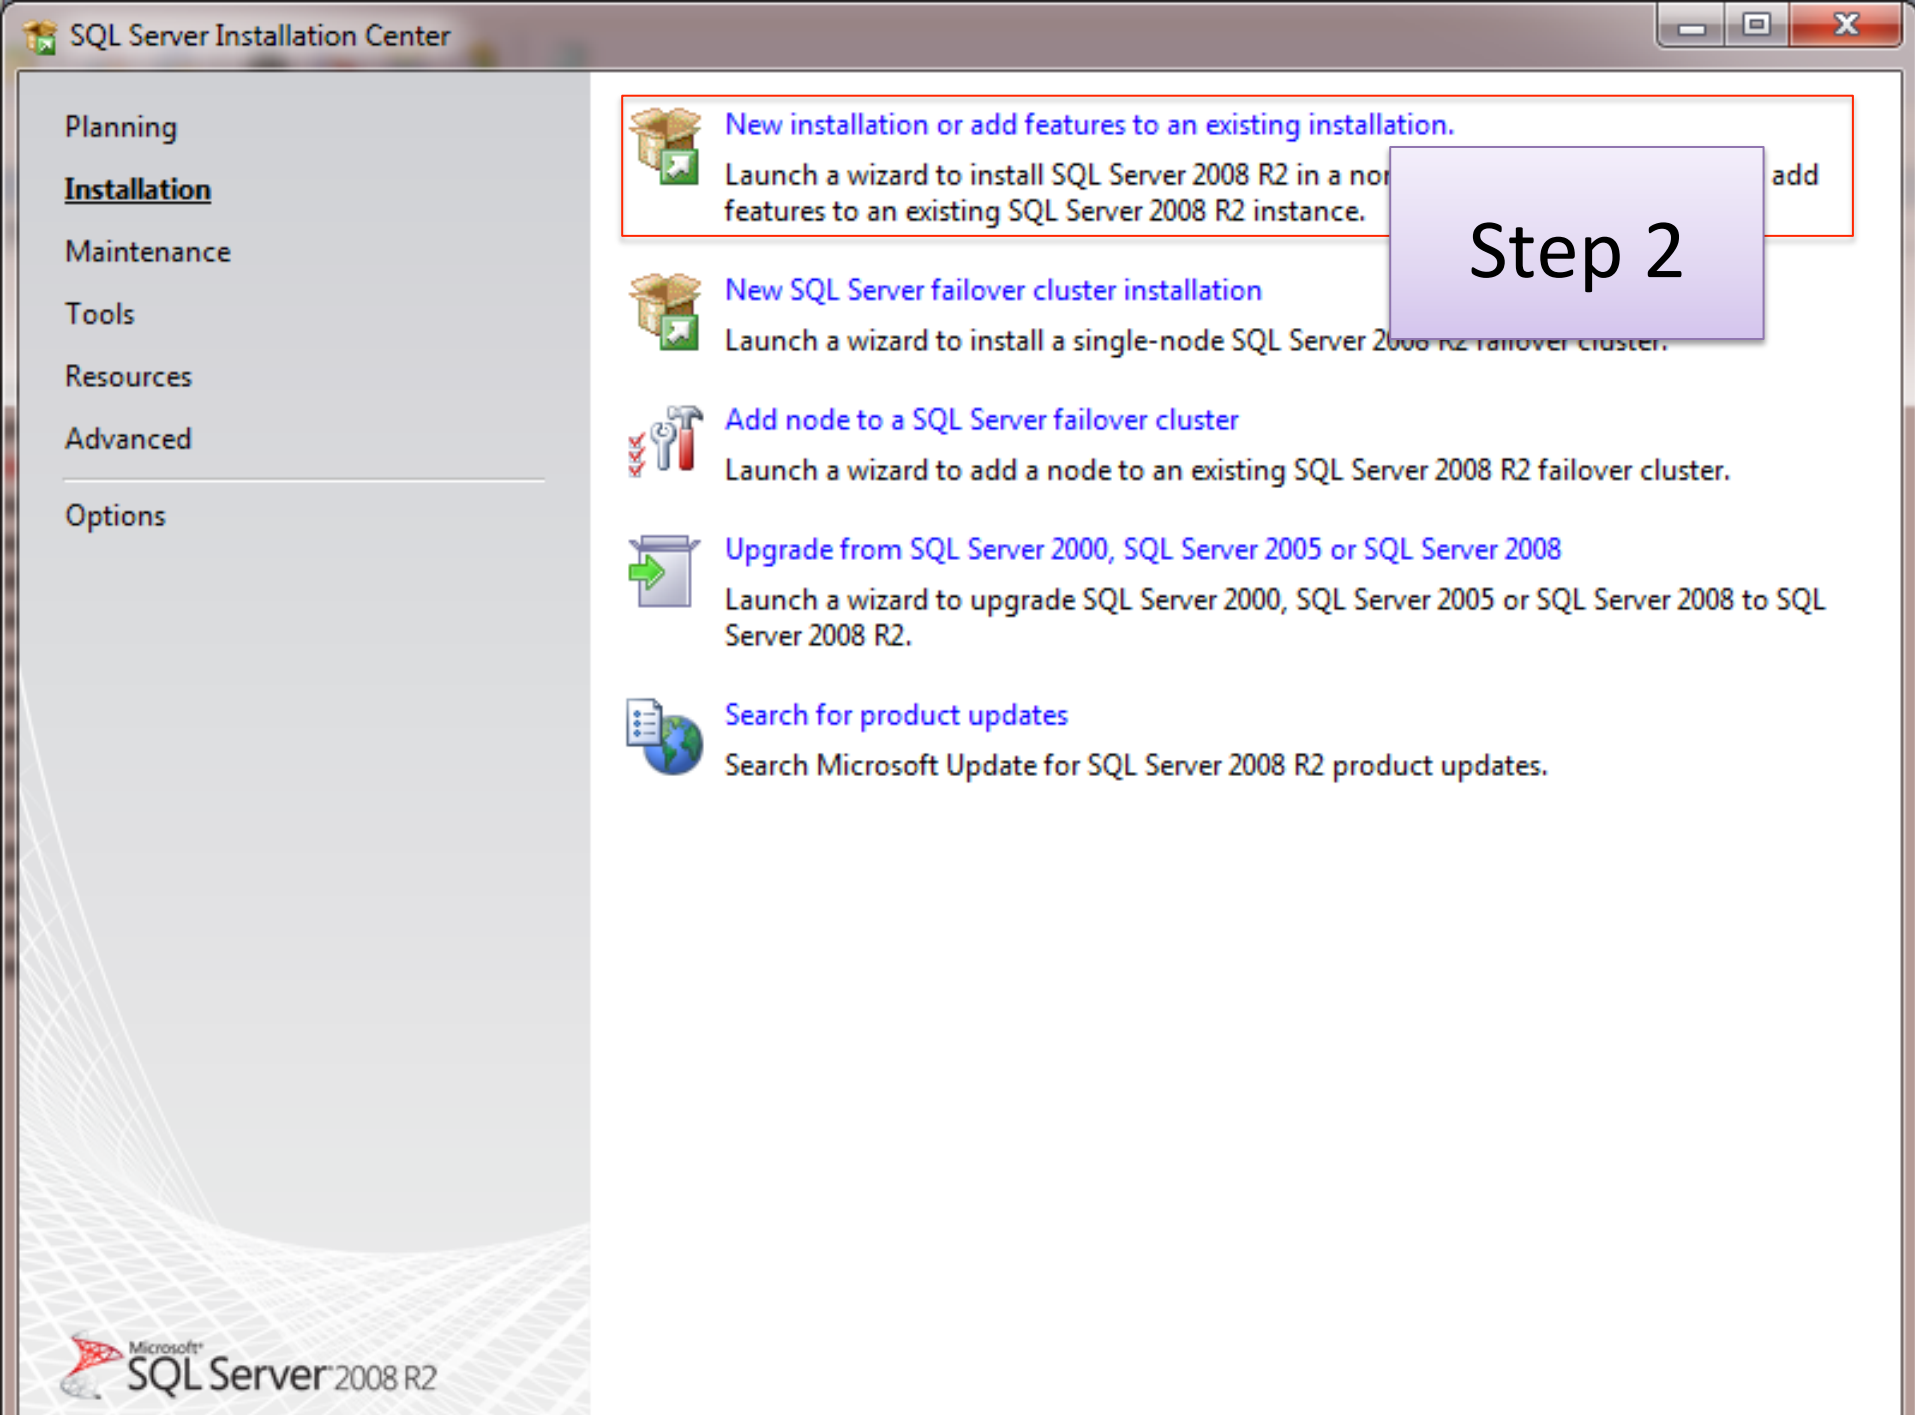 SQL Server Installation Center
Planning
Installation
Maintenance
Tools
Resources
Advanced
Options
New installation or add features to an existing installation.
Launch a wizard to install SQL Server 2008 R2 in a add
features to an existing SQL Server 2008 R2 instance.
Step 2
New SQL Server failover cluster installation
Launch a wizard to install a single-node SQL Server 2008 R2 failover cluster.
Add node to a SQL Server failover cluster
Launch a wizard to add a node to an existing SQL Server 2008 R2 failover cluster.
Upgrade from SQL Server 2000, SQL Server 2005 or SQL Server 2008
Launch a wizard to upgrade SQL Server 2000, SQL Server 2005 or SQL Server 2008 to SQL
Server 2008 R2.
Search for product updates
Search Microsoft Update for SQL Server 2008 R2 product updates.
Microsoft®
SQL Server 2008 R2